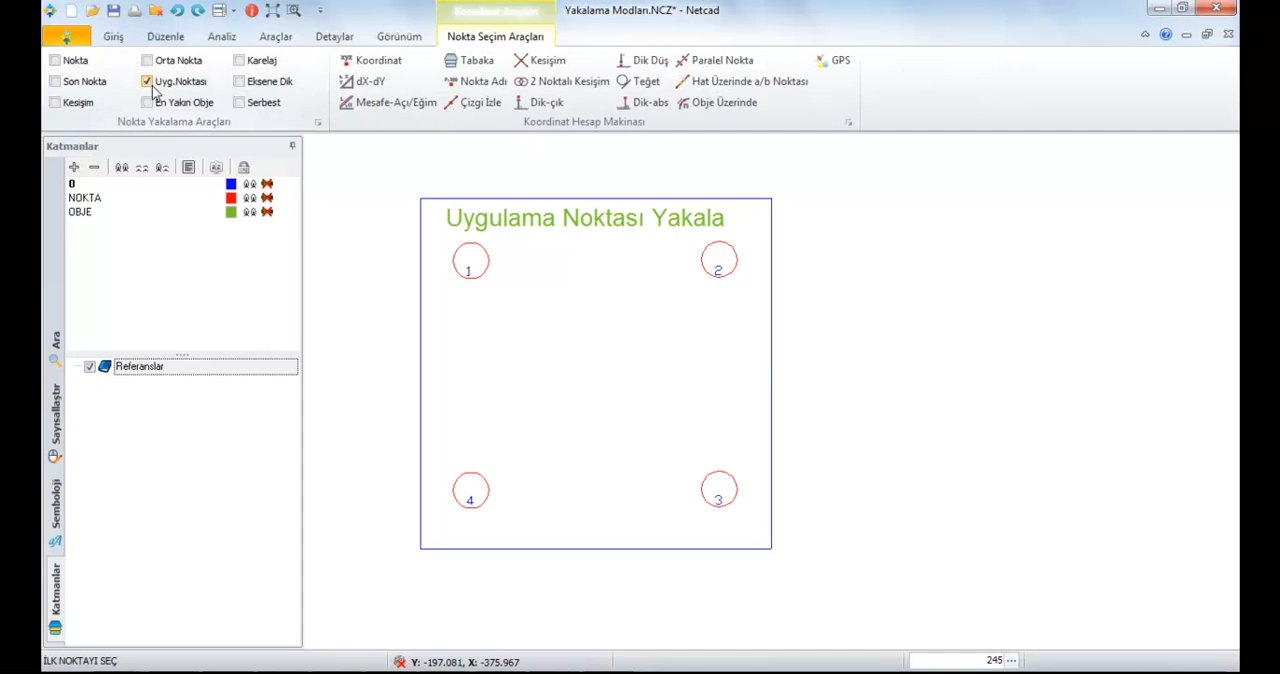 Yakalama Modları.NCZ* - Netcad
Giriş Düzenle Analiz Araçlar Detaylar Görünüm Nokta Seçim Araçları
Nokta Orta Nokta Karelaj
Son Nokta Uyg.Noktası Eksene Dik
Kesişim En Yakın Obje Serbest
Nokta Yakalama Araçları
Koordinat Tabaka Kesişim Dik Düş Paralel Nokta GPS
dX-dY Nokta Adı 2 Noktalı Kesişim Teğet Hat Üzerinde a/b Noktası
Mesafe-Açı/Eğim Çizgi İzle Dik-çık Dik-abs Obje Üzerinde
Koordinat Hesap Makinası
Katmanlar
0
NOKTA
OBJE
Referanslar
Ara
Sayısallaştır
Semboloji
Katmanlar
Uygulama Noktası Yakala
1
2
4
3
İLK NOKTAYI SEÇ
Y: -197.081, X: -375.967
245